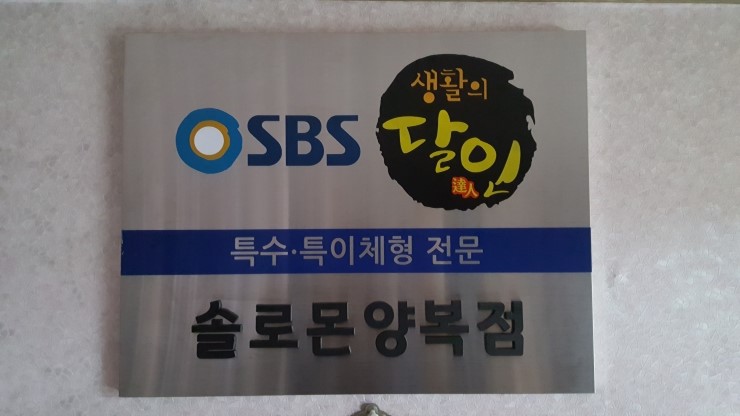 SBS
생활의
달인
達人
특수·특이체형 전문
솔로몬양복점